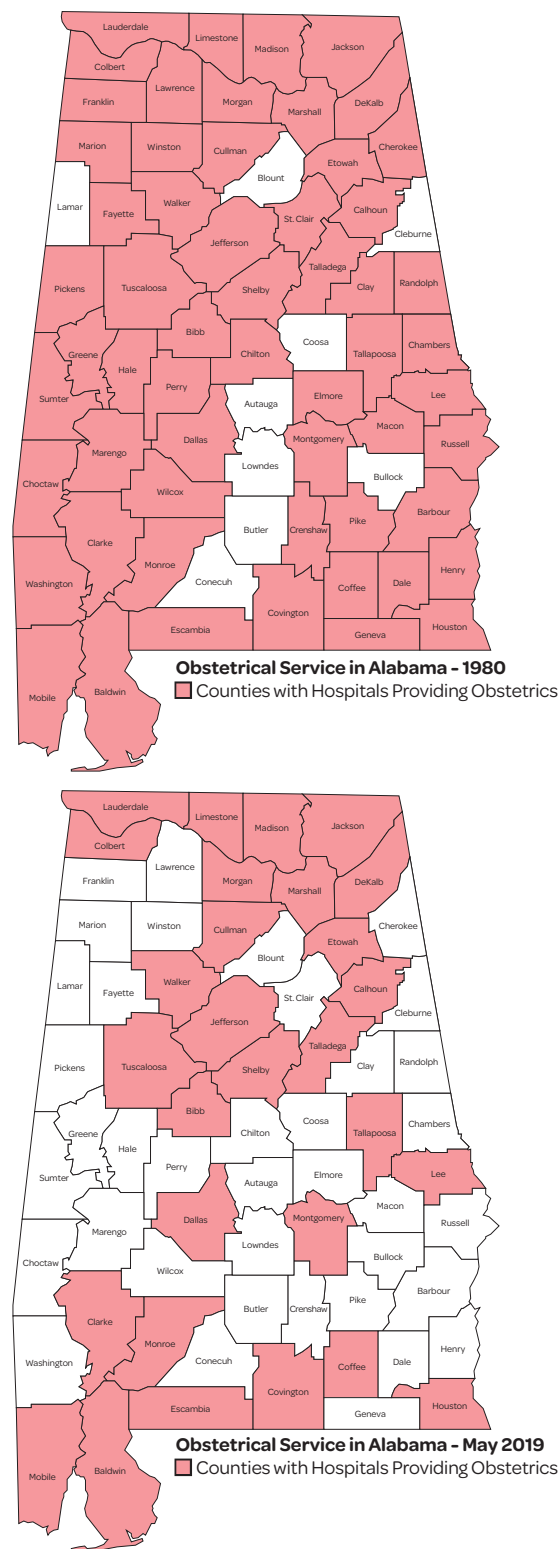 Lauderdale
Limestone
Madison
Jackson
Colbert
Lawrence
Franklin
Morgan
Marshall
DeKalb
Marion
Winston
Cullman
Etowah
Cherokee
Blount
Lamar
Fayette
Walker
St. Clair
Calhoun
Cleburne
Jefferson
Talladega
Pickens
Tuscaloosa
Shelby
Clay
Randolph
Bibb
Greene
Hale
Chilton
Coosa
Tallapoosa
Chambers
Sumter
Perry
Autauga
Elmore
Lee
Dallas
Montgomery
Macon
Russell
Marengo
Lowndes
Bullock
Choctaw
Wilcox
Barbour
Clarke
Butler
Crenshaw
Pike
Washington
Monroe
Conecuh
Coffee
Dale
Henry
Covington
Escambia
Geneva
Houston
Mobile
Baldwin
Obstetrical Service in Alabama - 1980
Counties with Hospitals Providing Obstetrics
Lauderdale
Limestone
Madison
Jackson
Colbert
Lawrence
Franklin
Morgan
Marshall
DeKalb
Marion
Winston
Cullman
Etowah
Cherokee
Blount
Lamar
Fayette
Walker
St. Clair
Calhoun
Cleburne
Jefferson
Talladega
Pickens
Tuscaloosa
Shelby
Clay
Randolph
Bibb
Greene
Hale
Chilton
Coosa
Tallapoosa
Chambers
Sumter
Perry
Autauga
Elmore
Lee
Dallas
Montgomery
Macon
Russell
Marengo
Lowndes
Bullock
Choctaw
Wilcox
Barbour
Clarke
Butler
Crenshaw
Pike
Washington
Monroe
Conecuh
Coffee
Dale
Henry
Covington
Escambia
Geneva
Houston
Mobile
Baldwin
Obstetrical Service in Alabama - May 2019
Counties with Hospitals Providing Obstetrics